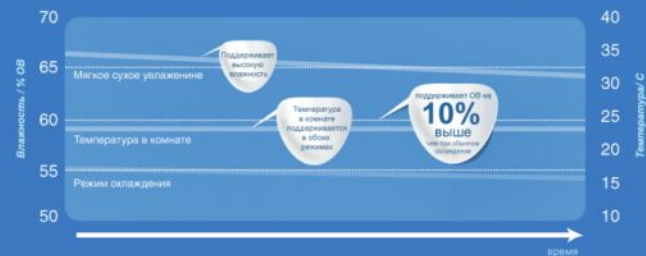 70
65
60
55
50
Влажность / % ОВ
Мягкое сухое увлаженине
Температура в комнате
Режим охлаждения
Поддерживает
высокую
влажность
Температура
в комнате
поддерживается
в обоих
режимах
поддерживает ОВ на
10%
выше
чем при обычном
охлаждении
40
35
30
25
20
15
10
Температура/ C
время